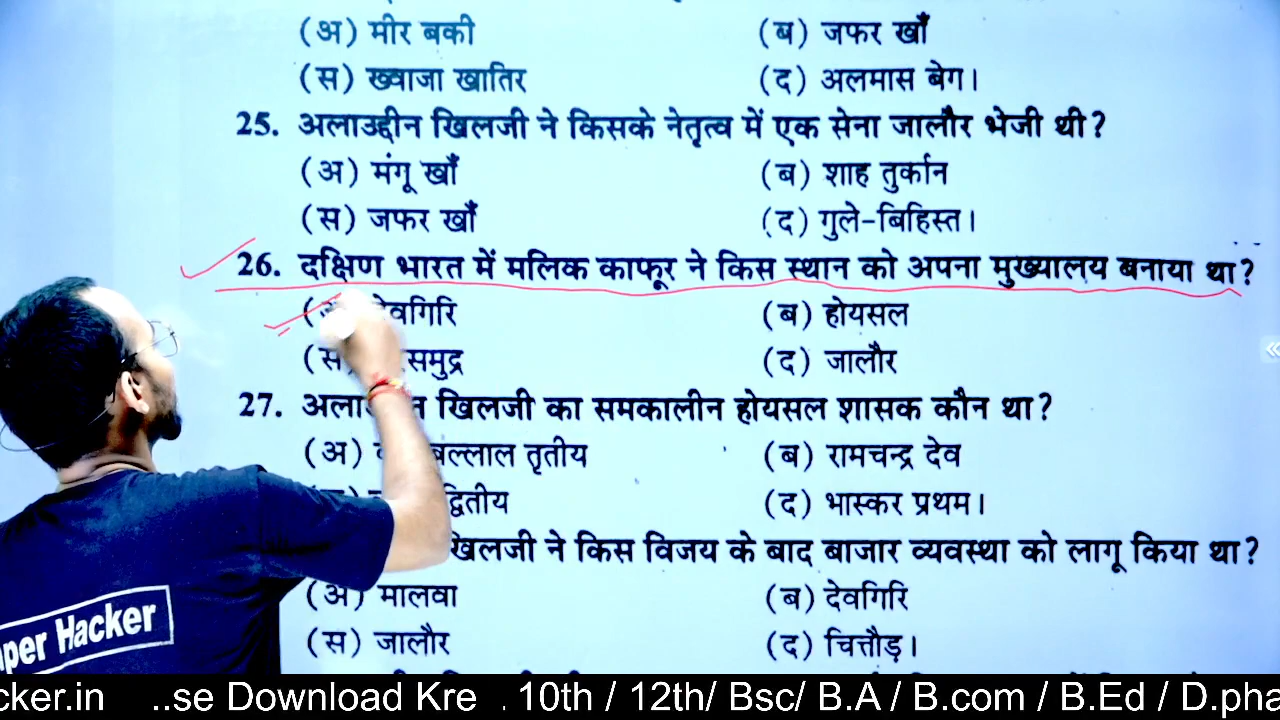 (अ) मीर बकी (ब) जफर खाँ
(स) ख्वाजा खातिर (द) अलमास बेग।
25. अलाउद्दीन खिलजी ने किसके नेतृत्व में एक सेना जालौर भेजी थी?
(अ) मंगू खाँ (ब) शाह तुर्कान
(स) जफर खाँ (द) गुले-बिहिस्त।
26. दक्षिण भारत में मलिक काफूर ने किस स्थान को अपना मुख्यालय बनाया था?
वगिरि (ब) होयसल
(स समुद्र (द) जालौर
27. खिलजी का समकालीन होयसल शासक कौन था?
(अ) बल्लाल तृतीय (ब) रामचन्द्र देव
द्वितीय (द) भास्कर प्रथम।
खिलजी ने किस विजय के बाद बाजार व्यवस्था को लागू किया था?
(अ) मालवा (ब) देवगिरि
(स) जालौर (द) चित्तौड़।
per Hacker
cker.in ..se Download Kre . 10th / 12th/ Bsc/ B.A / B.com / B.Ed / D.pha